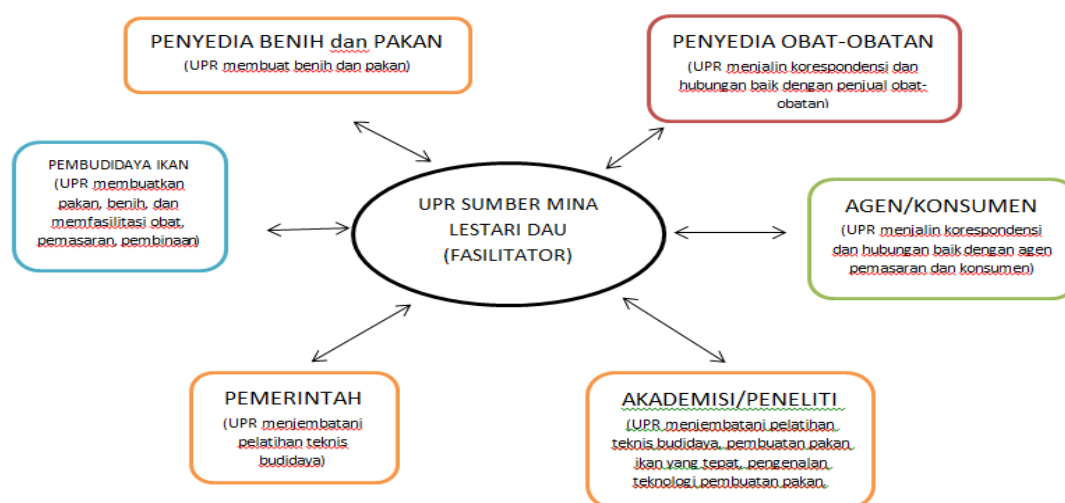 PENYEDIA BENIH dan PAKAN
(UPR membuat benih dan pakan)
PENYEDIA OBAT-OBATAN
(UPR menjalin korespondensi dan
hubungan baik dengan penjual obat-
obatan)
PEMBUDIDAYA IKAN
(UPR membuatkan
pakan, benih, dan
memfasilitasi obat,
pemasaran, pembinaan)
UPR SUMBER MINA
LESTARI DAU
(FASILITATOR)
AGEN/KONSUMEN
(UPR menjalin korespondensi
dan hubungan baik dengan agen
pemasaran dan konsumen)
PEMERINTAH
(UPR menjembatani
pelatihan teknis
budidaya)
AKADEMISI/PENELITI
(UPR menjembatani pelatihan
teknis budidaya, pembuatan pakan
ikan yang tepat, pengenalan
teknologi pembuatan pakan,